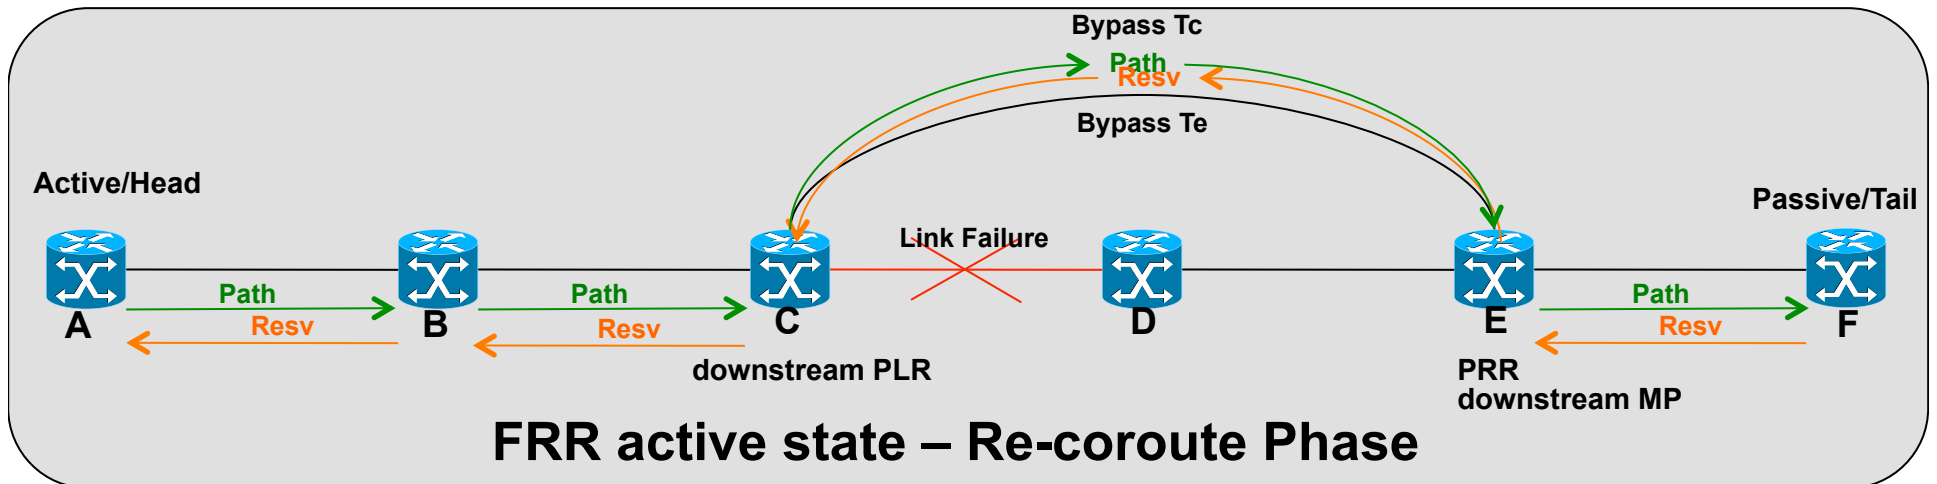 Bypass Tc
Path
Resv
Bypass Te
Active/Head
Passive/Tail
Link Failure
Path
Path
Path
A
B
C
D
E
F
Resv
Resv
Resv
downstream PLR
PRR
downstream MP
FRR active state – Re-coroute Phase